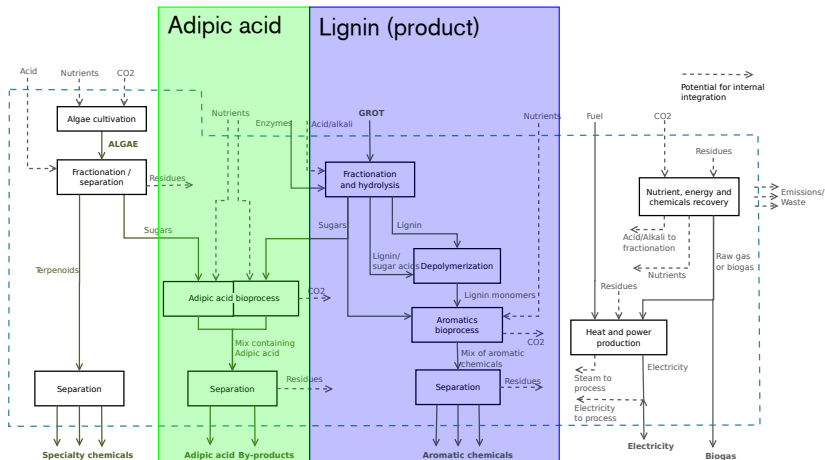 Adipic acid
Lignin (product)
Acid
Nutrients
CO2
Nutrients
Enzymes
Acid/alkali
GROT
Nutrients
Fuel
CO2
Potential for internal
integration
Algae cultivation
ALGAE
Fractionation /
separation
Residues
Fractionation
and hydrolysis
Residues
Nutrient, energy and
chemicals recovery
Emissions/
Waste
Sugars
Sugars
Lignin
Acid/Alkali to
fractionation
Raw gas
or biogas
Terpenoids
Lignin/
sugar acids
Depolymerization
Nutrients
Residues
Adipic acid bioprocess
CO2
Lignin monomers
Aromatics
bioprocess
CO2
Heat and power
production
Mix containing
Adipic acid
Mix of aromatic
chemicals
Electricity
Steam to
process
Separation
Separation
Residues
Separation
Residues
Electricity
to process
Specialty chemicals
Adipic acid By-products
Aromatic chemicals
Electricity
Biogas